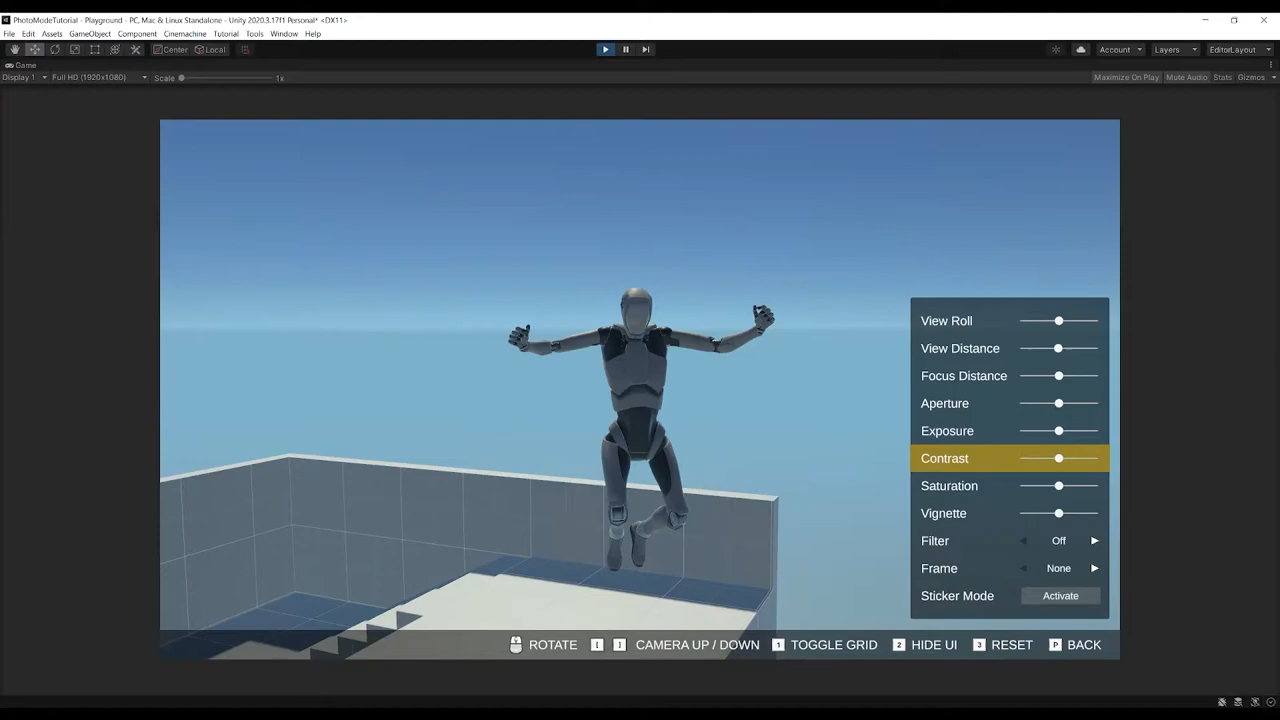 PhotoModeTutorial - Playground - PC, Mac & Linux Standalone - Unity 2020.3.17f1 Personal* <DX11>
File Edit Assets GameObject Component Cinemachine Tutorial Tools Window Help
Center Local Account Layers EditorLayout
Game
Display 1 Full HD (1920x1080) Scale 1x Maximize On Play Mute Audio Stats Gizmos
View Roll
View Distance
Focus Distance
Aperture
Exposure
Contrast
Saturation
Vignette
Filter Off
Frame None
Sticker Mode Activate
ROTATE [ ] CAMERA UP / DOWN 1 TOGGLE GRID 2 HIDE UI 3 RESET P BACK